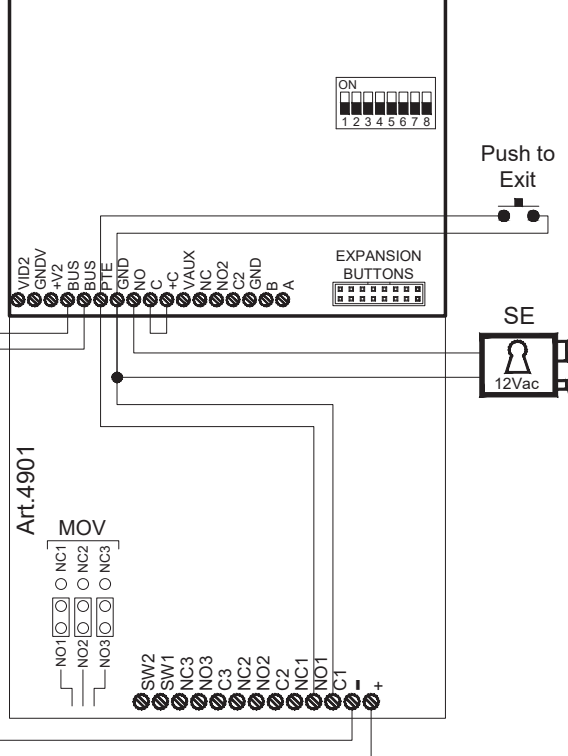 ON
1 2 3 4 5 6 7 8
Push to
Exit
VID2
GNDV
+V2
BUS
BUS
PTE
GND
NO
C
+C
VAUX
NC
NO2
C2
GND
B
A
EXPANSION
BUTTONS
SE
12Vac
Art.4901
MOV
NC1
NC2
NC3
NO1
NO2
NO3
SW2
SW1
NC3
NO3
C3
NC2
NO2
C2
NC1
NO1
C1
-
+